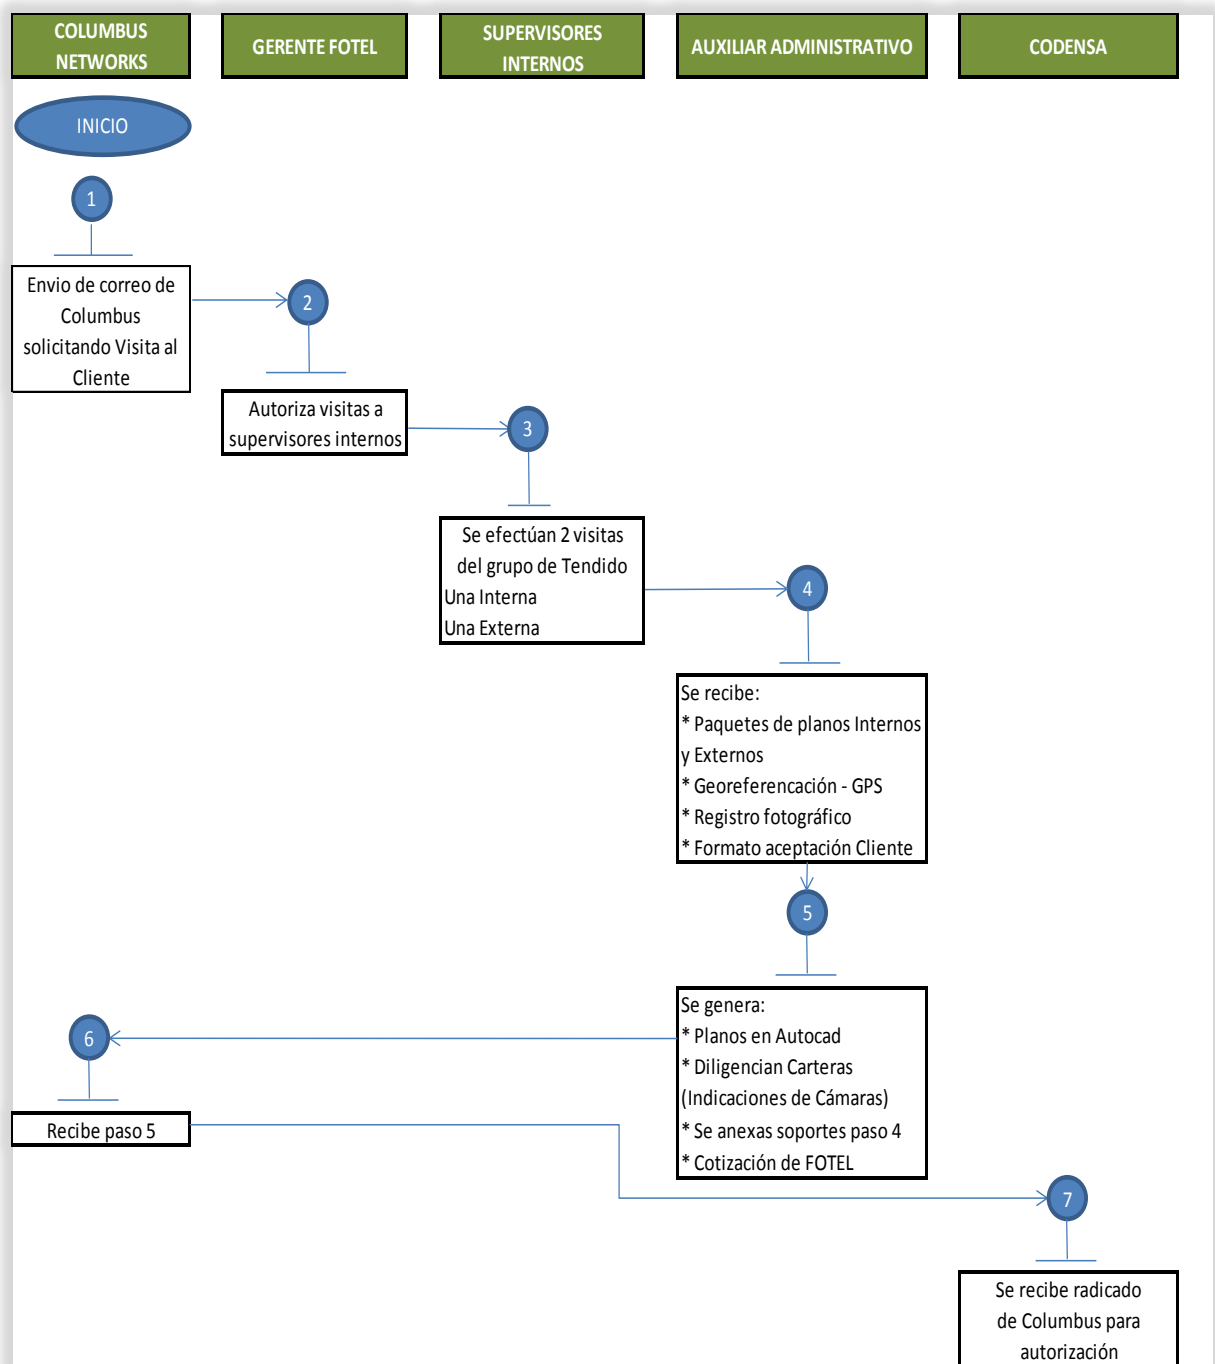 COLUMBUS
NETWORKS
GERENTE FOTEL
SUPERVISORES
INTERNOS
AUXILIAR ADMINISTRATIVO
CODENSA
INICIO
1
Envio de correo de
Columbus
solicitando Visita al
Cliente
2
Autoriza visitas a
supervisores internos
3
Se efectúan 2 visitas
del grupo de Tendido
Una Interna
Una Externa
4
Se recibe:
* Paquetes de planos Internos
y Externos
* Georeferencación - GPS
* Registro fotográfico
* Formato aceptación Cliente
5
Se genera:
* Planos en Autocad
* Diligencian Carteras
(Indicaciones de Cámaras)
* Se anexas soportes paso 4
* Cotización de FOTEL
6
Recibe paso 5
7
Se recibe radicado
de Columbus para
autorización